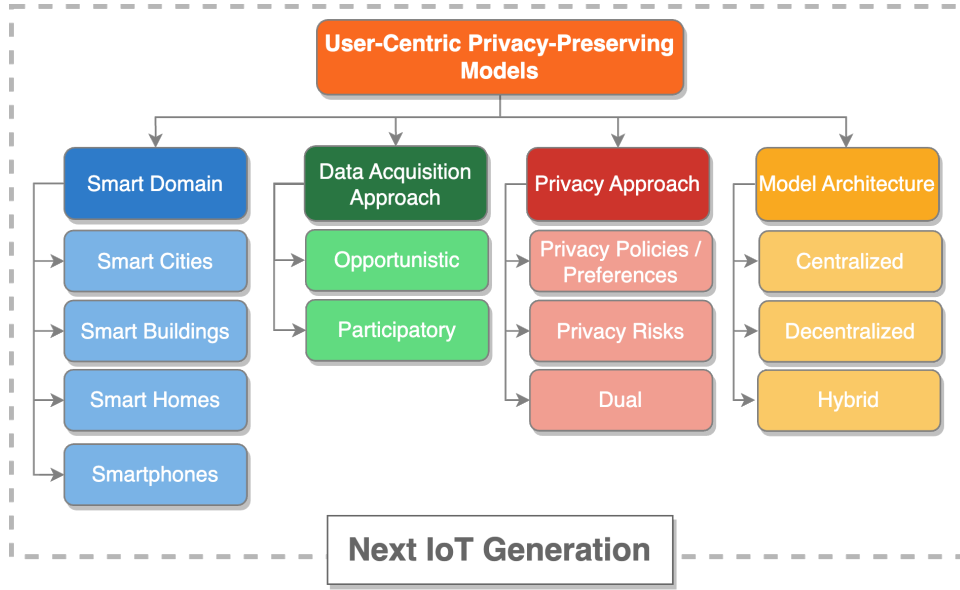 User-Centric Privacy-Preserving
Models
Smart Domain
Smart Cities
Smart Buildings
Smart Homes
Smartphones
Data Acquisition
Approach
Opportunistic
Participatory
Privacy Approach
Privacy Policies /
Preferences
Privacy Risks
Dual
Model Architecture
Centralized
Decentralized
Hybrid
Next IoT Generation